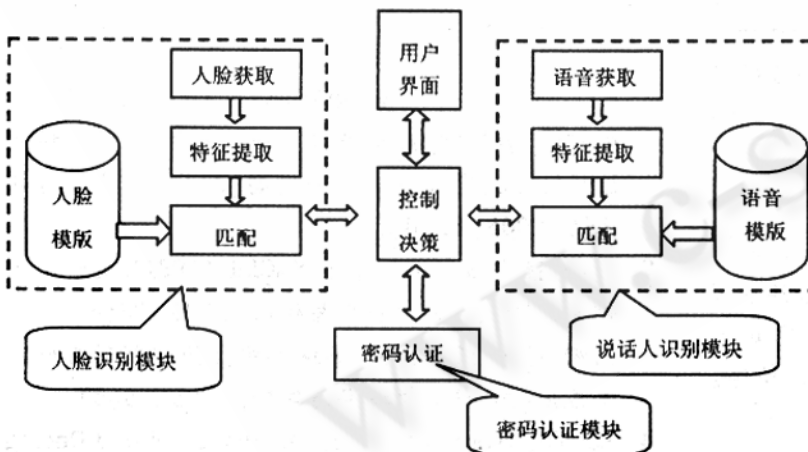 人脸获取
特征提取
匹配
人脸
模版
用户
界面
控制
决策
密码认证
语音获取
特征提取
匹配
语音
模版
人脸识别模块
说话人识别模块
密码认证模块
www.c-s